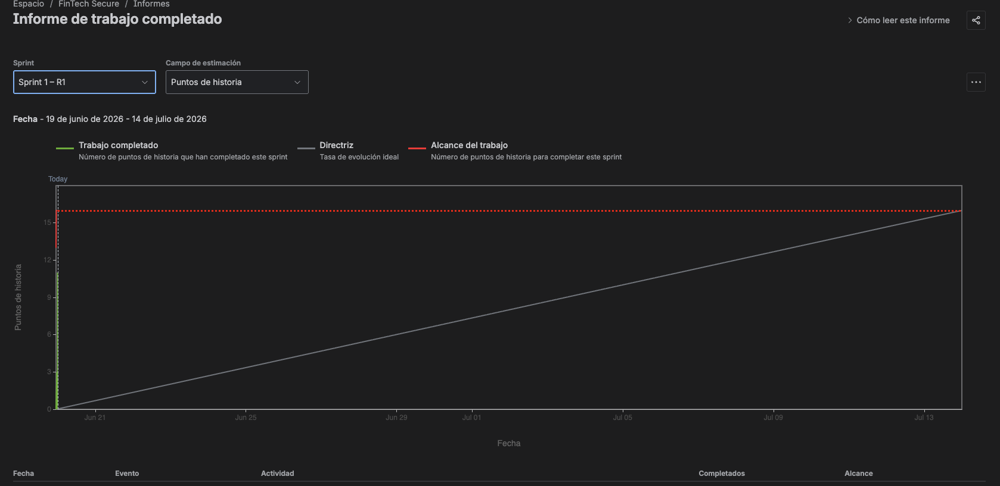 Espacio / FinTech Secure / Informes
Informe de trabajo completado
Cómo leer este informe
Sprint
Campo de estimación
Sprint 1 – R1
Puntos de historia
Fecha - 19 de junio de 2026 - 14 de julio de 2026
Trabajo completado
Número de puntos de historia que han completado este sprint
Directriz
Tasa de evolución ideal
Alcance del trabajo
Número de puntos de historia para completar este sprint
Today
15
12
9
6
3
0
Puntos de historia
Jun 21
Jun 25
Jun 29
Jul 01
Jul 05
Jul 09
Jul 13
Fecha
Fecha Evento Actividad Completados Alcance